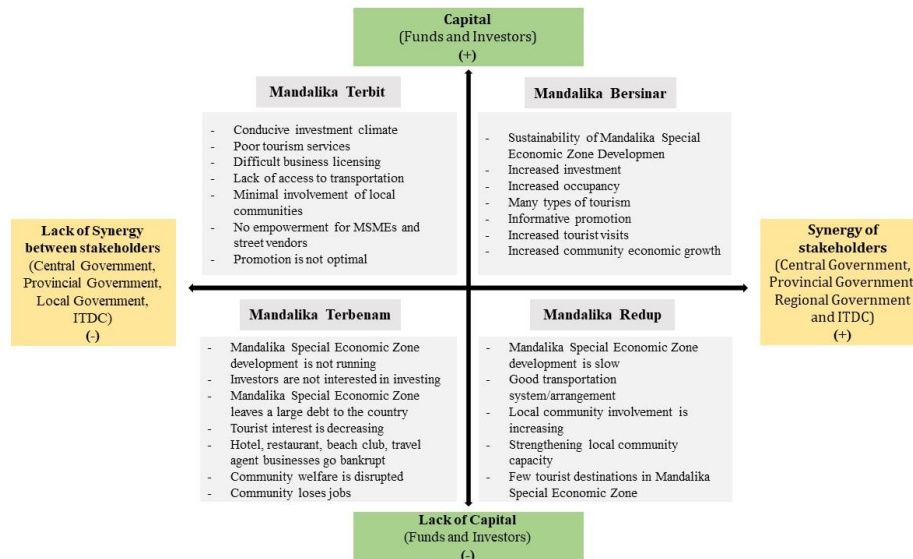 Capital
(Funds and Investors)
(+)
Mandalika Terbit
- Conducive investment climate
- Poor tourism services
- Difficult business licensing
- Lack of access to transportation
- Minimal involvement of local
communities
- No empowerment for MSMEs and
street vendors
- Promotion is not optimal
Mandalika Bersinar
- Sustainability of Mandalika Special
Economic Zone Developmen
- Increased investment
- Increased occupancy
- Many types of tourism
- Informative promotion
- Increased tourist visits
- Increased community economic growth
Lack of Synergy
between stakeholders
(Central Government,
Provincial Government,
Local Government,
ITDC)
(-)
Synergy of
stakeholders
(Central Government,
Provincial Government
Regional Government
and ITDC)
(+)
Mandalika Terbenam
- Mandalika Special Economic Zone
development is not running
- Investors are not interested in investing
- Mandalika Special Economic Zone
leaves a large debt to the country
- Tourist interest is decreasing
- Hotel, restaurant, beach club, travel
agent businesses go bankrupt
- Community welfare is disrupted
- Community loses jobs
Mandalika Redup
- Mandalika Special Economic Zone
development is slow
- Good transportation
system/arrangement
- Local community involvement is
increasing
- Strengthening local community
capacity
- Few tourist destinations in Mandalika
Special Economic Zone
Lack of Capital
(Funds and Investors)
(-)